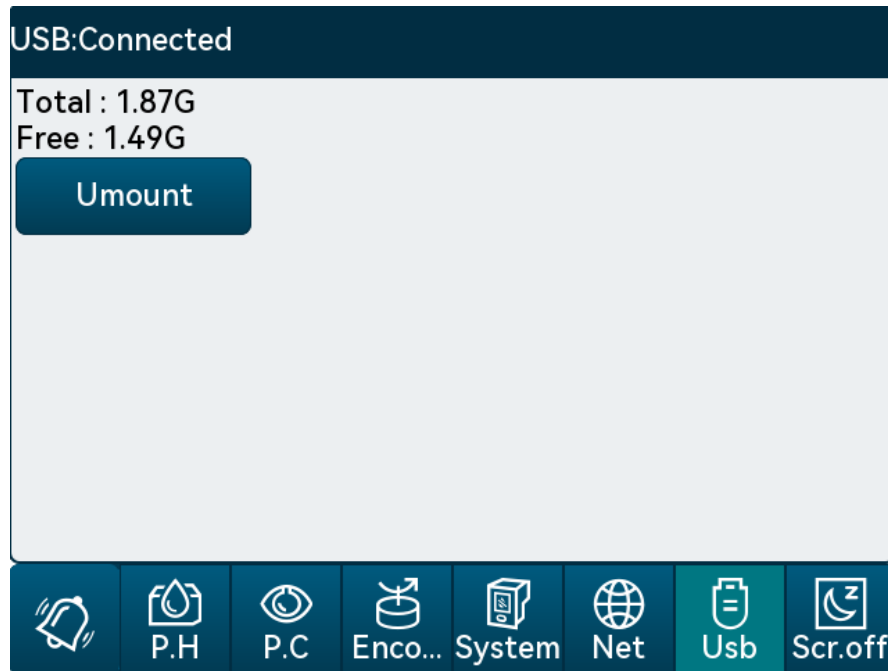 USB:Connected
Total : 1.87G
Free : 1.49G
Umount
P.H
P.C
Enco...
System
Net
Usb
Scr.off